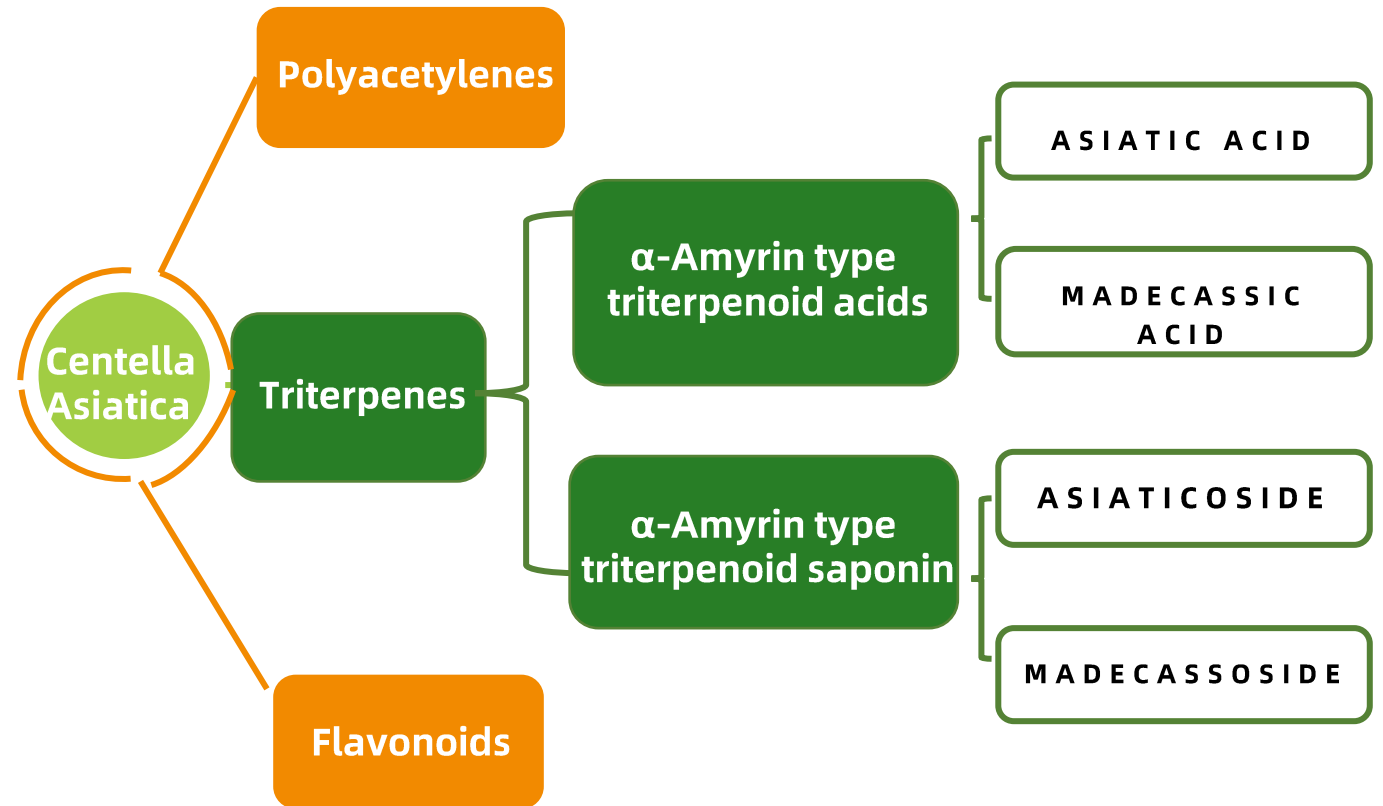 Polyacetylenes
Centella
Asiatica
Triterpenes
Flavonoids
α-Amyrin type
triterpenoid acids
α-Amyrin type
triterpenoid saponin
ASIATIC ACID
MADECASSIC
ACID
ASIATICOSIDE
MADECASSOSIDE